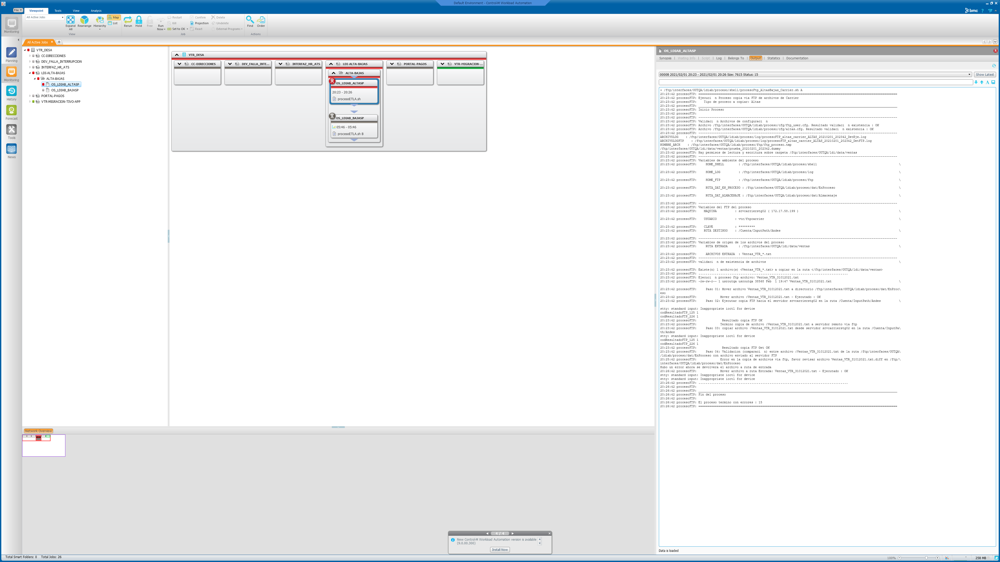 Default Environment - Control-M Workload Automation
File
Viewpoint
Tools
View
Analysis
bmc
?
All Active Jobs
Expand All
Rearrange
Hierarchy
Map
List
View
Rerun
Hold
Free
Run Now
Restart
Kill
Set to OK
Confirm
Projection
React
Delete
Undelete
External Programs
Job
Find
Order
Actions
Monitoring
Planning
Monitoring
History
Forecast
Tools
News
All Active Jobs
VTR_DESA
CC-DIRECCIONES
DEV_FALLA_INTERRUPCION
INTERFAZ_HR_ATS
LDI-ALTA-BAJAS
ALTA-BAJAS
OS_LDIAB_ALTASP
OS_LDIAB_BAJASP
PORTAL-PAGOS
VTR-MIGRACION-TIVO-APP
VTR_DESA
CC-DIRECCIONES
DEV_FALLA_INTE...
INTERFAZ_HR_ATS
LDI-ALTA-BAJAS
PORTAL-PAGOS
VTR-MIGRACION-...
ALTA-BAJAS
OS_LDIAB_ALTASP
20:23 - 20:26
procesoETLA.sh
OS_LDIAB_BAJASP
05:46 - 05:46
procesoETLA.sh B
OS_LDIAB_ALTASP
Synopsis | Waiting Info | Script | Log | Belongs To | Output | Statistics | Documentation
00008 2021/02/01 20:23 - 2021/02/01 20:26 Size: 7615 Status: 15
Show Latest
A
+ /ftp/interfaces/OUTQA/ldiab/proceso/shell/procesoFtp_AltasBajas_Carrier.sh A
20:23:42 procesoFTP: =============================================================================================================
20:23:42 procesoFTP: Ejecuci  n Proceso copia via FTP de archivos de Carrier
20:23:42 procesoFTP:    Tipo de proceco a copiar: Altas
20:23:42 procesoFTP: _____________________________________________________________________________________________________________
20:23:42 procesoFTP: Inicio Proceso
20:23:42 procesoFTP:
20:23:42 procesoFTP: -------------------------------------------------------------------------------------------------------------
20:23:42 procesoFTP: Validaci  n Archivos de configuraci  n
20:23:42 procesoFTP: Archivo /ftp/interfaces/OUTQA/ldiab/proceso/cfg/ftp_user.cfg. Resultado validaci  n existencia : OK
20:23:42 procesoFTP: Archivo /ftp/interfaces/OUTQA/ldiab/proceso/cfg/altas.cfg. Resultado validaci  n existencia : OK
20:23:42 procesoFTP: -------------------------------------------------------------------------------------------------------------
ARCHIVOLOG    : /ftp/interfaces/OUTQA/ldiab/proceso/log/procesoFTP_altas_carrier_ALTAS_20210201_202342_DetEje.log
ARCHIVOLOGFTP    : /ftp/interfaces/OUTQA/ldiab/proceso/log/procesoFTP_altas_carrier_ALTAS_20210201_202342_DetFTP.log
NOMBRE_ARCH    : /ftp/interfaces/OUTQA/ldiab/proceso/ftp/ftp_proceso.tmp
/ftp/interfaces/OUTQA/ldi/data/ventas/prueba_20210201_202342.dummy
20:23:42 procesoFTP: Hay permisos de lectura y escritura sobre carpeta /ftp/interfaces/OUTQA/ldi/data/ventas
20:23:42 procesoFTP: -------------------------------------------------------------------------------------------------------------
20:23:42 procesoFTP: Variables de ambiente del proceso
20:23:42 procesoFTP:     HOME_SHELL        : /ftp/interfaces/OUTQA/ldiab/proceso/shell \
20:23:42 procesoFTP:     HOME_LOG          : /ftp/interfaces/OUTQA/ldiab/proceso/log \
20:23:42 procesoFTP:     HOME_FTP          : /ftp/interfaces/OUTQA/ldiab/proceso/ftp \
20:23:42 procesoFTP:     RUTA_DAT_EN_PROCESO : /ftp/interfaces/OUTQA/ldiab/proceso/dat/EnProceso \
20:23:42 procesoFTP:     RUTA_DAT_ALMACENAJE : /ftp/interfaces/OUTQA/ldiab/proceso/dat/Almacenaje \
20:23:42 procesoFTP: -------------------------------------------------------------------------------------------------------------
20:23:42 procesoFTP: Variables del FTP del proceso
20:23:42 procesoFTP:    MAQUINA          : srvcarrierstg02 ( 172.17.58.199 ) \
20:23:42 procesoFTP:    USUARIO          : vtr/ftpcarrier \
20:23:42 procesoFTP:    CLAVE            : *********
20:23:42 procesoFTP:    RUTA DESTINOO    : /Cuenta/InputPath/Andes \
20:23:42 procesoFTP: -------------------------------------------------------------------------------------------------------------
20:23:42 procesoFTP: Variables de origen de los archivos del proceso
20:23:42 procesoFTP:     RUTA ENTRADA      : /ftp/interfaces/OUTQA/ldi/data/ventas \
20:23:42 procesoFTP:     ARCHIVOS ENTRADA  : Ventas_VTR_*.txt
20:23:42 procesoFTP: -------------------------------------------------------------------------------------------------------------
20:23:42 procesoFTP: validaci  n de existencia de archivos \
20:23:42 procesoFTP: Existe(n) 1 archivo(s) <Ventas_VTR_*.txt> a copiar en la ruta </ftp/interfaces/OUTQA/ldi/data/ventas>
20:23:42 procesoFTP: ..................................................................................
20:23:42 procesoFTP: Ejecuci  n proceso ftp archivo: Ventas_VTR_31012021.txt
20:23:42 procesoFTP: -rw-rw-r-- 1 usroutqa usroutqa 38568 Feb  1 19:47 Ventas_VTR_31012021.txt \
20:23:42 procesoFTP:     Paso 01: Mover archivo Ventas_VTR_31012021.txt a directorio /ftp/interfaces/OUTQA/ldiab/proceso/dat/EnProc\
eso
20:23:42 procesoFTP:             Mover archivo :Ventas_VTR_31012021.txt - Ejecutado : OK
20:23:42 procesoFTP:     Paso 02: Ejecutar copia FTP hacia el servidor srvcarrierstg02 en la ruta /Cuenta/InputPath/Andes \
stty: standard input: Inappropriate ioctl for device
codResultadoFTP_125 1
codResultadoFTP_226 1
20:23:42 procesoFTP:              Resultado copia FTP OK
20:23:42 procesoFTP:             Termino copia de archivo :Ventas_VTR_31012021.txt a servidor remoto via ftp
20:23:42 procesoFTP:     Paso 03: copiar archivo :Ventas_VTR_31012021.txt desde servidor srvcarrierstg02 en la ruta /Cuenta/InputPa\
th/Andes
stty: standard input: Inappropriate ioctl for device
codResultadoFTP_125 1
codResultadoFTP_226 1
20:23:42 procesoFTP:              Resultado copia FTP Get OK
20:23:42 procesoFTP:     Paso 04: Validacion (comparaci  n) entre archivo :Ventas_VTR_31012021.txt de la ruta /ftp/interfaces/OUTQA\
/ldiab/proceso/dat/EnProceso con archivo enviado al servidor FTP
20:25:42 procesoFTP:             Error en la copia de archivos via ftp, favor revisar archivo Ventas_VTR_31012021.txt.diff en /ftp/\
interfaces/OUTQA/ldiab/proceso/dat/EnProceso
Hubo un error ahora se devolvera el archivo a ruta de entrada
20:26:42 procesoFTP:             Mover archivo a ruta Entrada: Ventas_VTR_31012021.txt - Ejecutado : OK
stty: standard input: Inappropriate ioctl for device
stty: standard input: Inappropriate ioctl for device
20:26:42 procesoFTP: ..................................................................................
20:26:42 procesoFTP:
20:26:42 procesoFTP: _____________________________________________________________________________________________________________
20:26:42 procesoFTP: Fin del proceso
20:26:42 procesoFTP:
20:26:42 procesoFTP: El proceso termino con errores : 15
20:26:42 procesoFTP: =============================================================================================================
Data is loaded
Network Overview
4 / 4
New Control-M Workload Automation version is available
(9.0.00.300)
Install Now
Total Smart Folders: 0 Total Jobs: 26
100%
258 MB